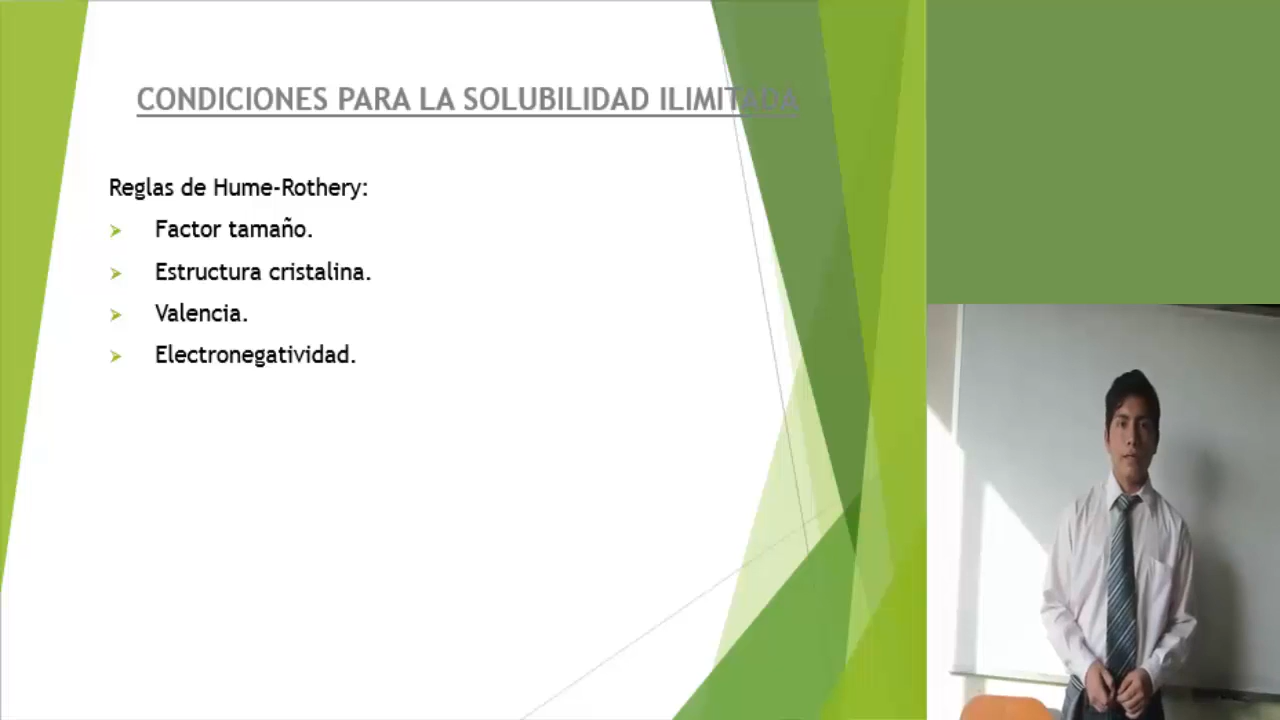 CONDICIONES PARA LA SOLUBILIDAD ILIMITADA
Reglas de Hume-Rothery:
Factor tamaño.
Estructura cristalina.
Valencia.
Electronegatividad.